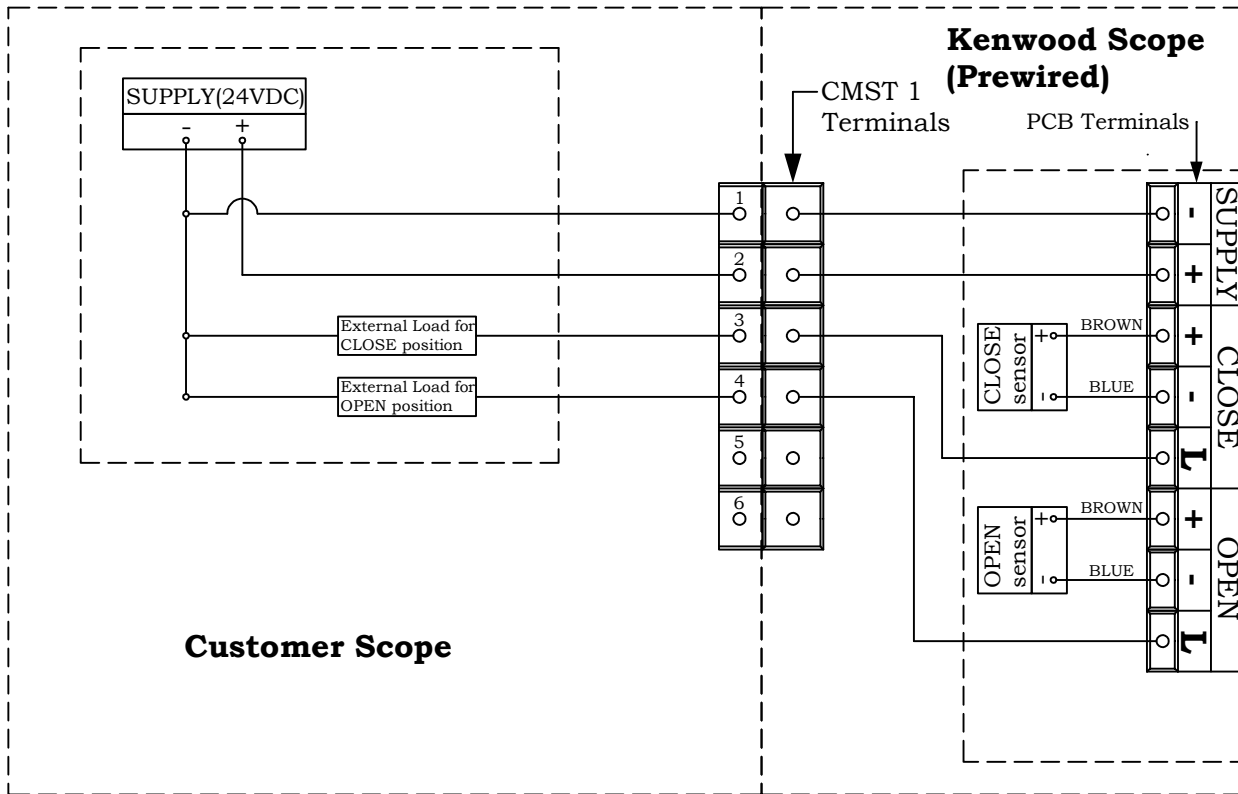 Kenwood Scope
(Prewired)
SUPPLY(24VDC)
- +
CMST 1
Terminals
PCB Terminals
1
2
3
4
5
6
External Load for
CLOSE position
External Load for
OPEN position
CLOSE
sensor
+
-
BROWN
BLUE
OPEN
sensor
+
-
BROWN
BLUE
-
+
SUPPLY
+
-
L
CLOSE
+
-
L
OPEN
Customer Scope